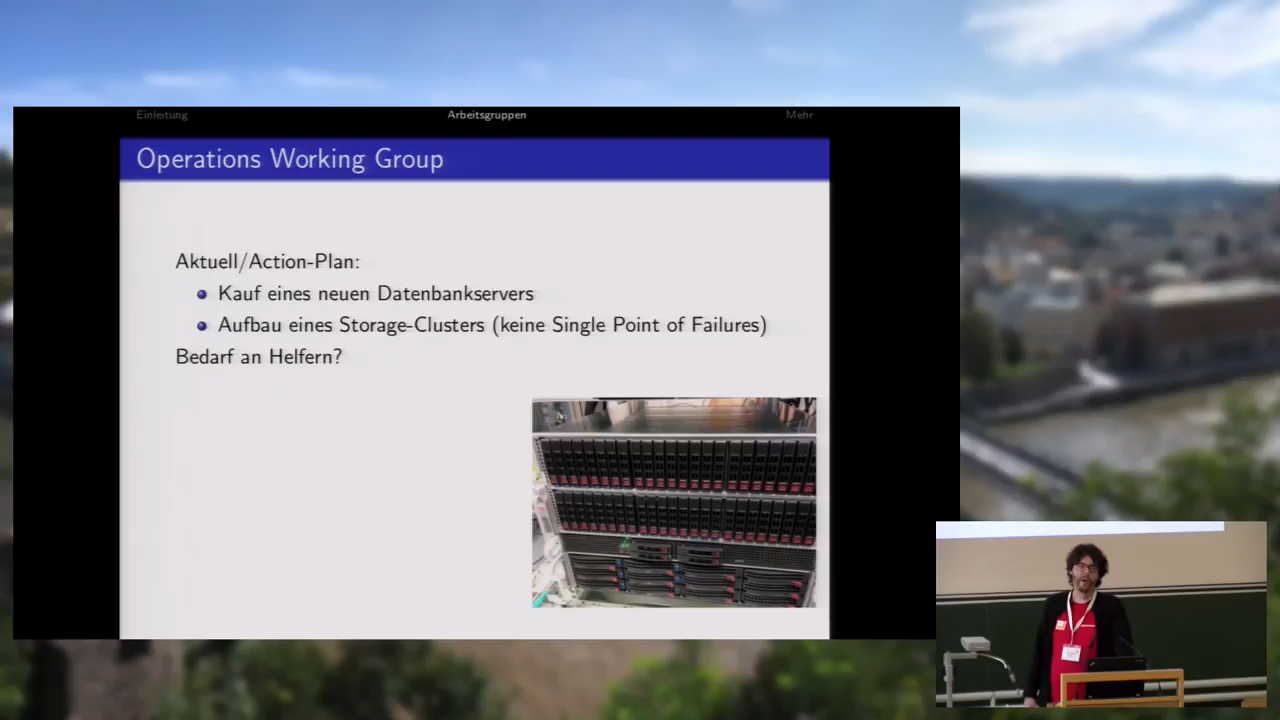 Einleitung
Arbeitsgruppen
Mehr
Operations Working Group
Aktuell/Action-Plan:
Kauf eines neuen Datenbankservers
Aufbau eines Storage-Clusters (keine Single Point of Failures)
Bedarf an Helfern?